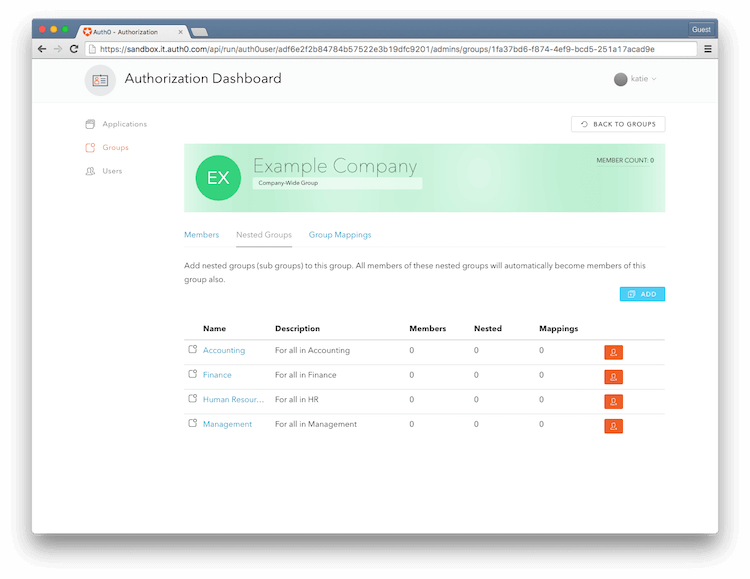 Auth0 - Authorization
Guest
https://sandbox.it.auth0.com/api/run/auth0user/adf6e2f2b84784b57522e3b19dfc9201/admins/groups/1fa37bd6-f874-4ef9-bcd5-251a17acad9e
Authorization Dashboard
katie
Applications
Groups
Users
BACK TO GROUPS
EX
Example Company
Company-Wide Group
MEMBER COUNT: 0
Members Nested Groups Group Mappings
Add nested groups (sub groups) to this group. All members of these nested groups will automatically become members of this
group also.
ADD
Name Description Members Nested Mappings
Accounting For all in Accounting 0 0 0
Finance For all in Finance 0 0 0
Human Resour... For all in HR 0 0 0
Management For all in Management 0 0 0